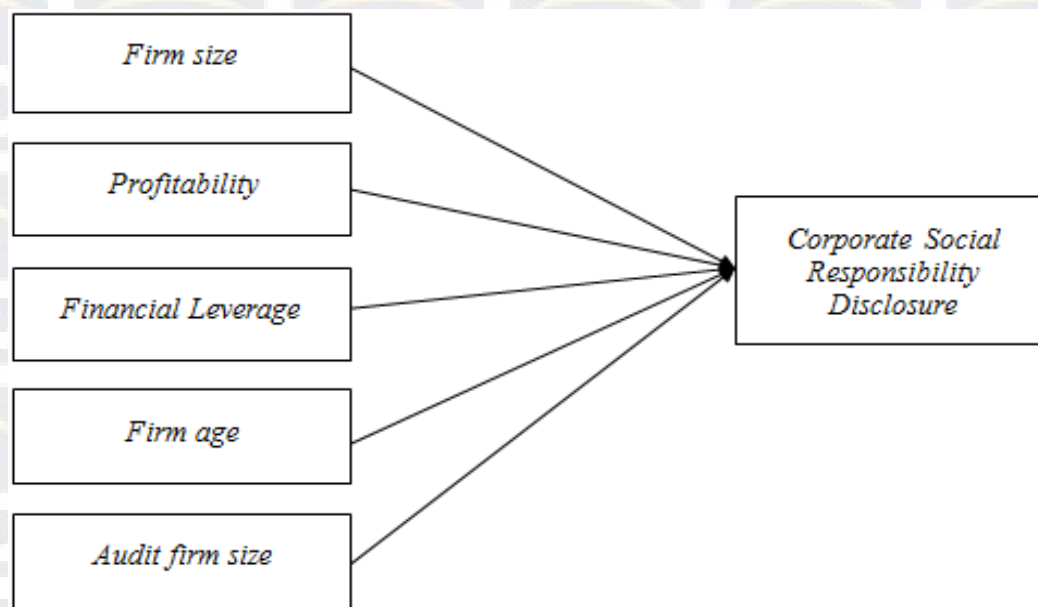 Firm size
Profitability
Financial Leverage
Firm age
Audit firm size
Corporate Social
Responsibility
Disclosure